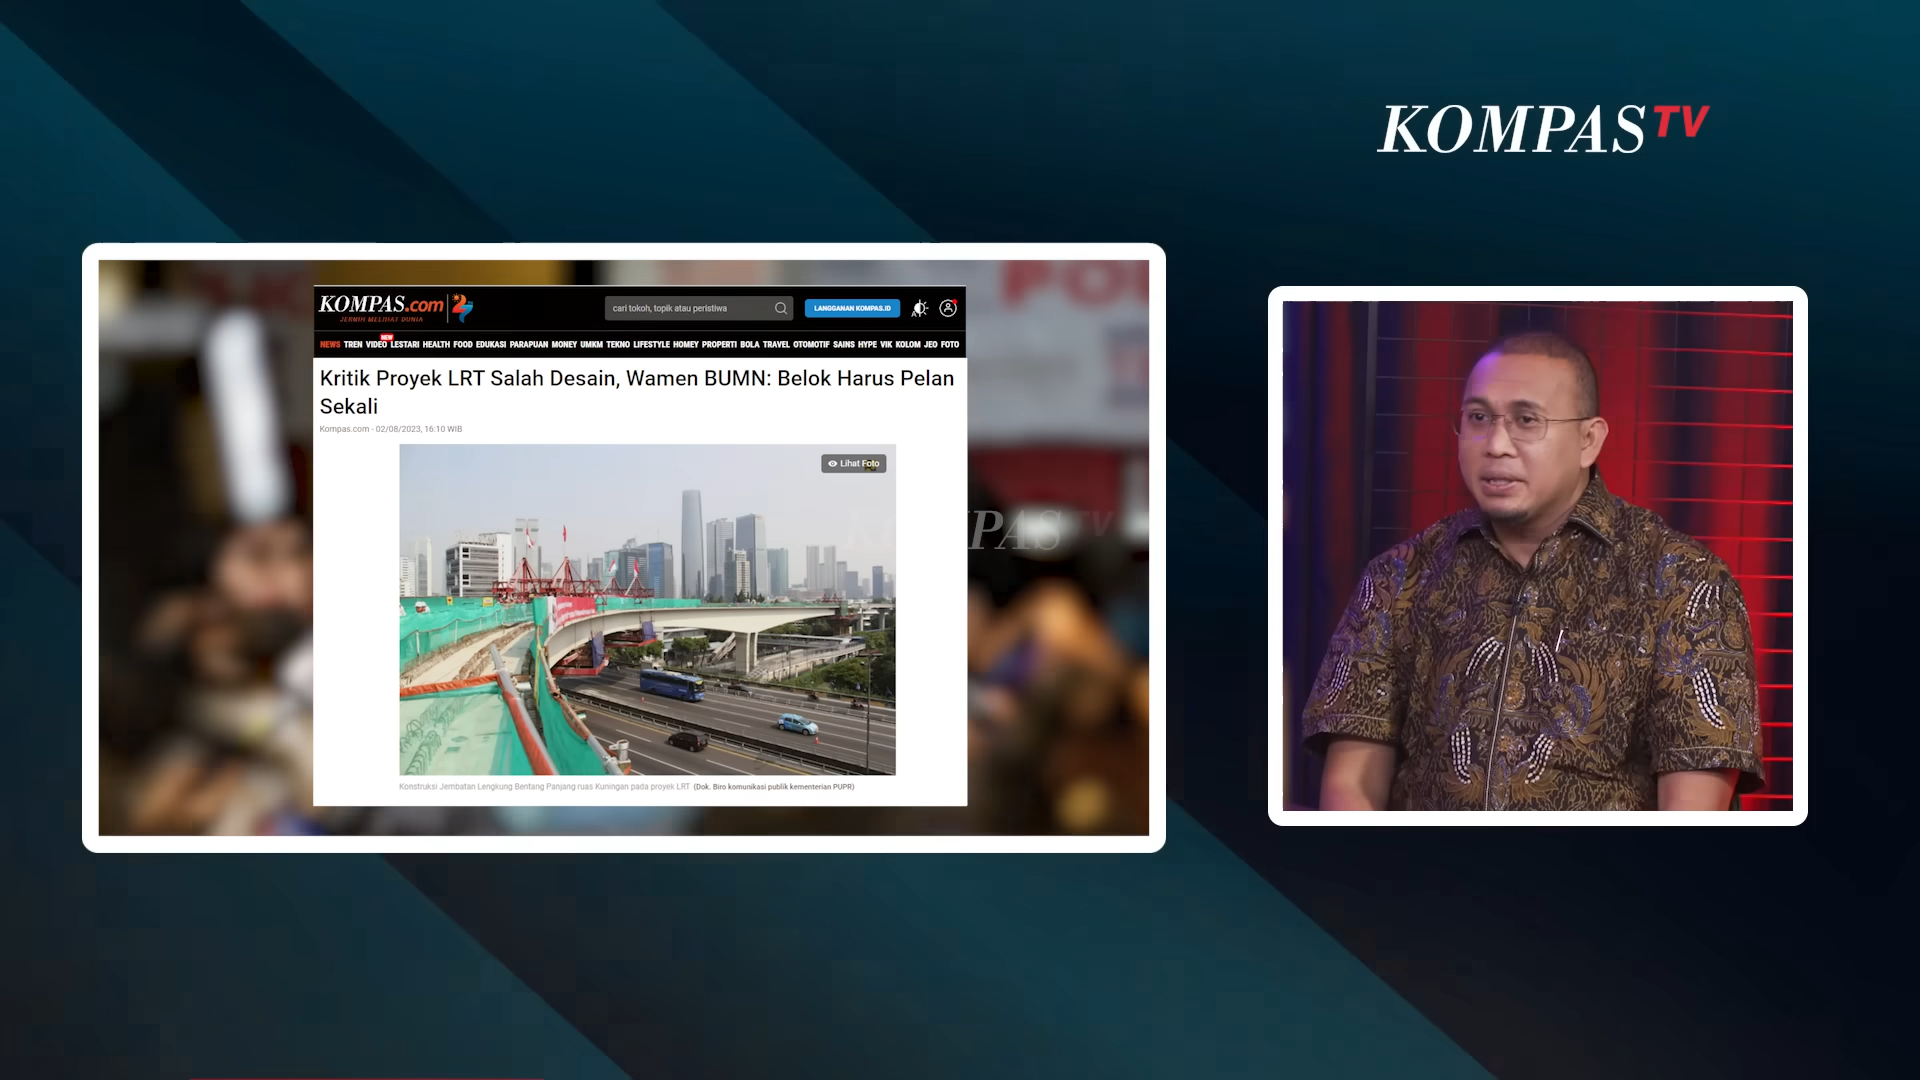 KOMPAS TV
KOMPAS.com
JERNIH MELIHAT DUNIA
cari tokoh, topik atau peristiwa
LANGGANAN KOMPAS.ID
NEW
NEWS TREN VIDEO LESTARI HEALTH FOOD EDUKASI PARAPUAN MONEY UMKM TEKNO LIFESTYLE HOMEY PROPERTI BOLA TRAVEL OTOMOTIF SAINS HYPE VIK KOLOM JEO FOTO
Kritik Proyek LRT Salah Desain, Wamen BUMN: Belok Harus Pelan
Sekali
Kompas.com - 02/08/2023, 16:10 WIB
Lihat Foto
KOMPAS TV
Konstruksi Jembatan Lengkung Bentang Panjang ruas Kuningan pada proyek LRT (Dok. Biro komunikasi publik kementerian PUPR)